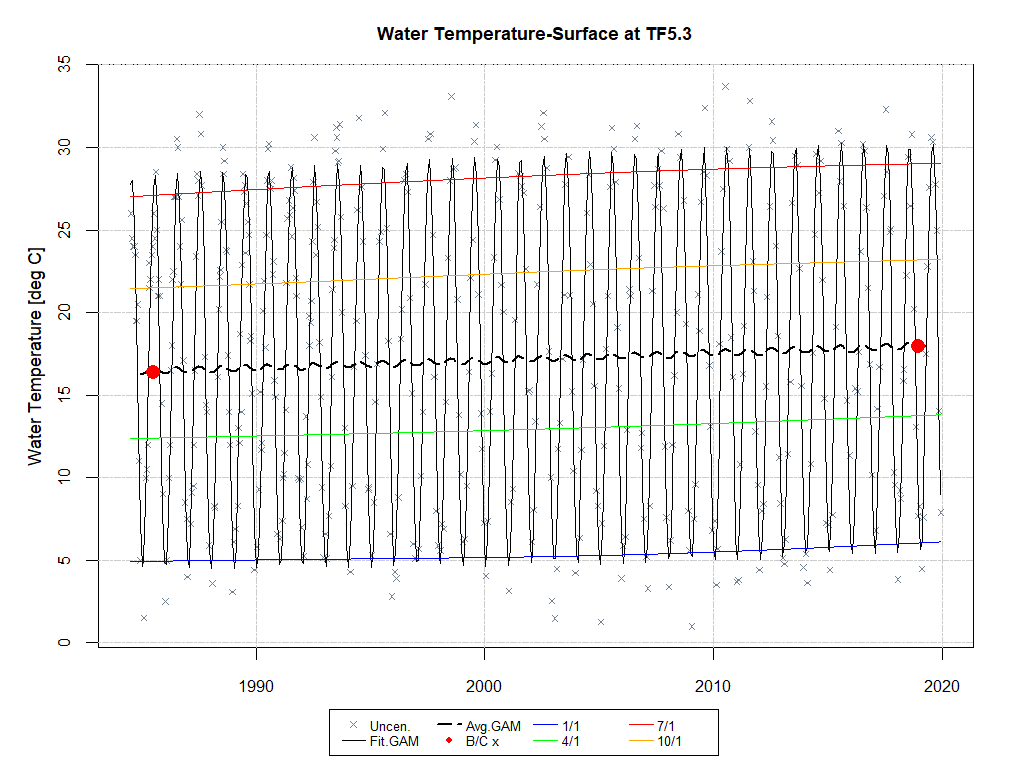 Water Temperature-Surface at TF5.3
Water Temperature [deg C]
35
30
25
20
15
10
5
0
1990 2000 2010 2020
Uncen. Avg.GAM 1/1 7/1
Fit.GAM B/C x 4/1 10/1